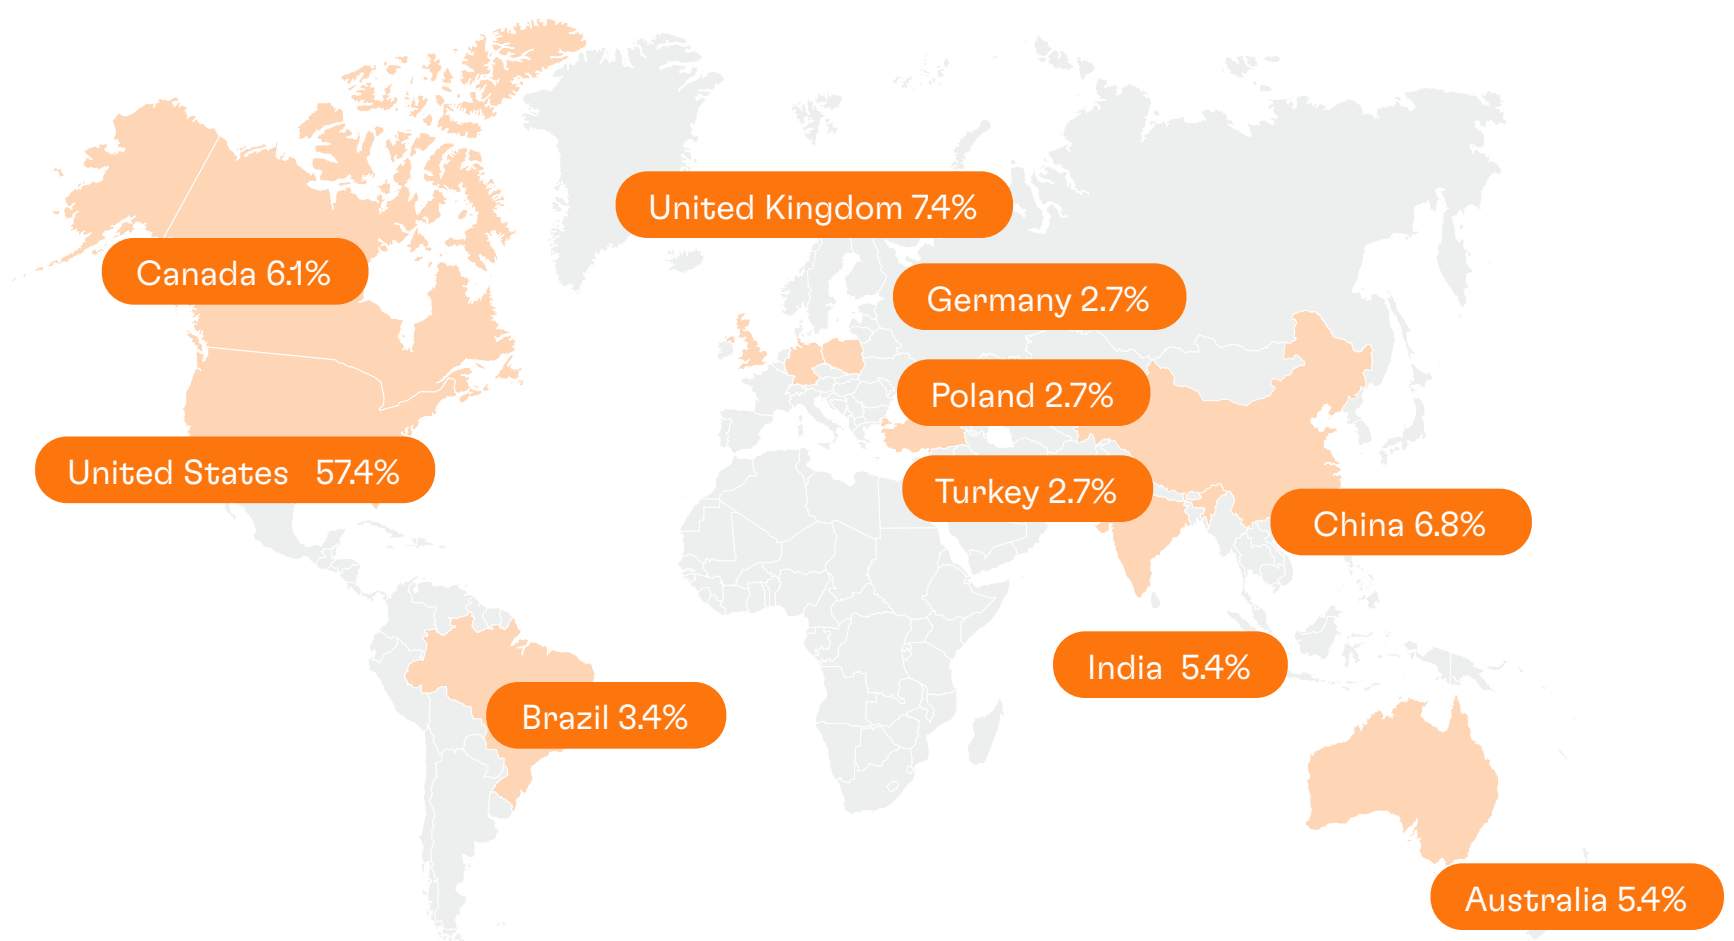 United Kingdom 7.4%
Canada 6.1%
Germany 2.7%
Poland 2.7%
United States 57.4%
Turkey 2.7%
China 6.8%
India 5.4%
Brazil 3.4%
Australia 5.4%